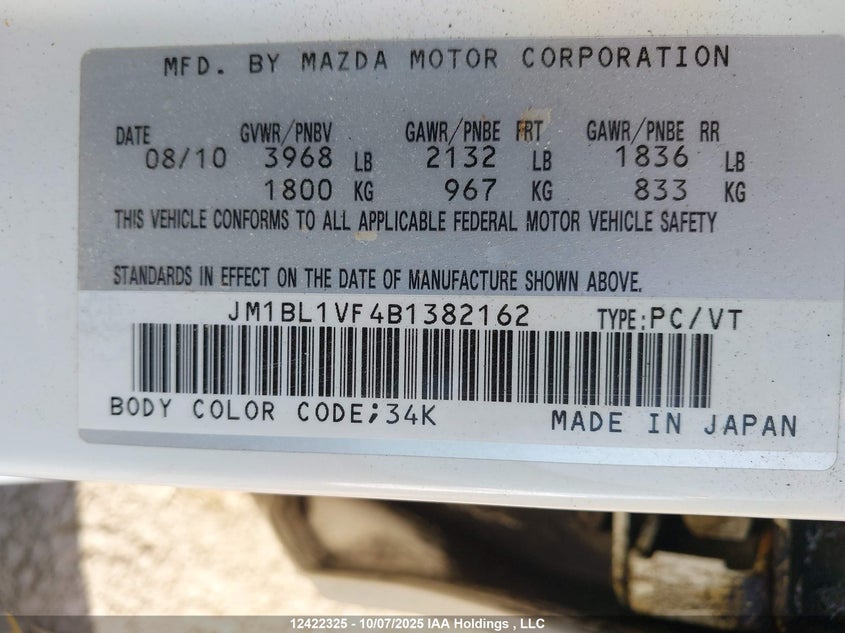 MFD. BY MAZDA MOTOR CORPORATION
DATE GVWR/PNBV GAWR/PNBE FRT GAWR/PNBE RR
08/10 3968 LB 2132 LB 1836 LB
1800 KG 967 KG 833 KG
THIS VEHICLE CONFORMS TO ALL APPLICABLE FEDERAL MOTOR VEHICLE SAFETY
STANDARDS IN EFFECT ON THE DATE OF MANUFACTURE SHOWN ABOVE.
JM1BL1VF4B1382162 TYPE:PC/VT
BODY COLOR CODE;34K MADE IN JAPAN
12422325 - 10/07/2025 IAA Holdings , LLC